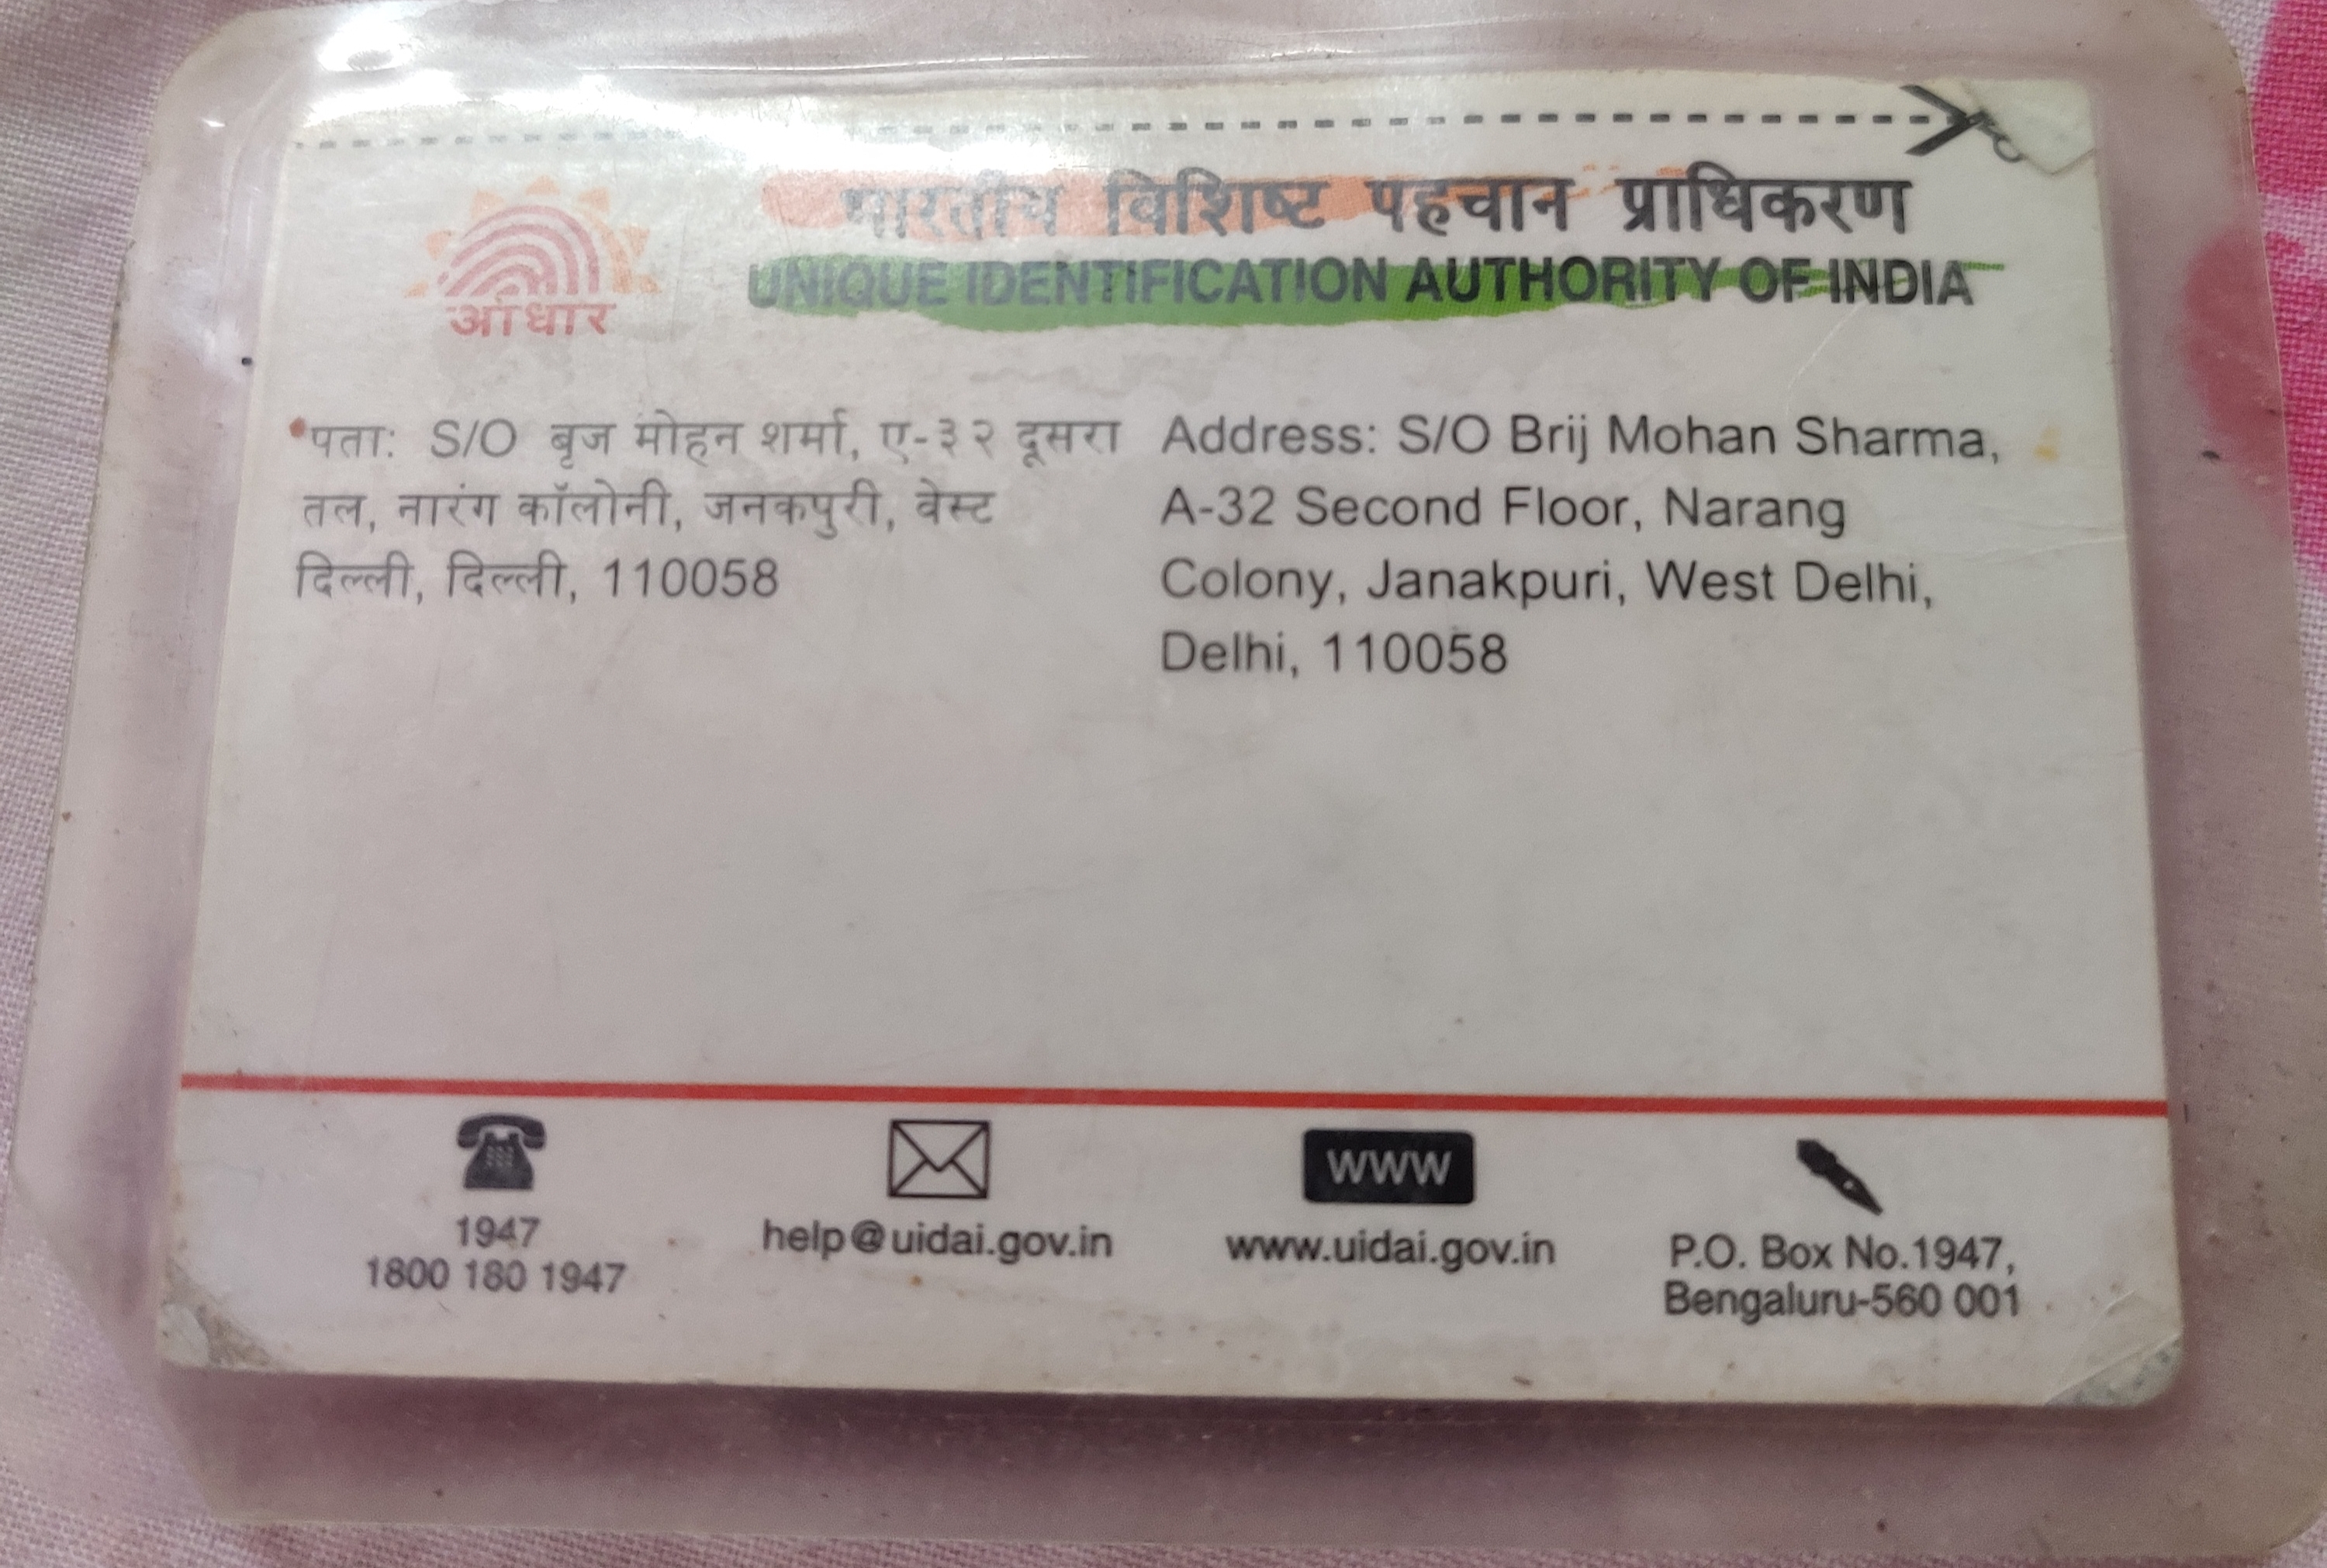 भारतीय विशिष्ट पहचान प्राधिकरण
UNIQUE IDENTIFICATION AUTHORITY OF INDIA
आधार
पता: S/O बृज मोहन शर्मा, ए-३२ दूसरा
तल, नारंग कॉलोनी, जनकपुरी, वेस्ट
दिल्ली, दिल्ली, 110058
Address: S/O Brij Mohan Sharma,
A-32 Second Floor, Narang
Colony, Janakpuri, West Delhi,
Delhi, 110058
1947
1800 180 1947
help@uidai.gov.in
WWW
www.uidai.gov.in
P.O. Box No.1947,
Bengaluru-560 001